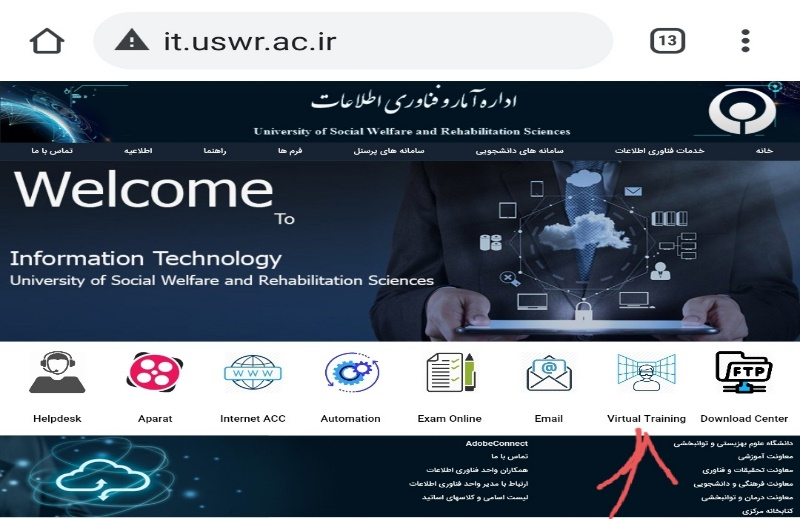 it.uswr.ac.ir
13
اداره آمار و فناوری اطلاعات
University of Social Welfare and Rehabilitation Sciences
خانه خدمات فناوری اطلاعات سامانه های دانشجویی سامانه های پرسنل فرم ها راهنما اطلاعیه تماس با ما
Welcome
To
Information Technology
University of Social Welfare and Rehabilitation Sciences
WWW
@
FTP
Helpdesk Aparat Internet ACC Automation Exam Online Email Virtual Training Download Center
دانشگاه علوم بهزیستی و توانبخشی
معاونت آموزشی
معاونت تحقیقات و فناوری
معاونت فرهنگی و دانشجویی
معاونت درمان و توانبخشی
کتابخانه مرکزی
AdobeConnect
تماس با ما
همکاران واحد فناوری اطلاعات
ارتباط با مدیر واحد فناوری اطلاعات
لیست اسامی و کلاسهای اساتید